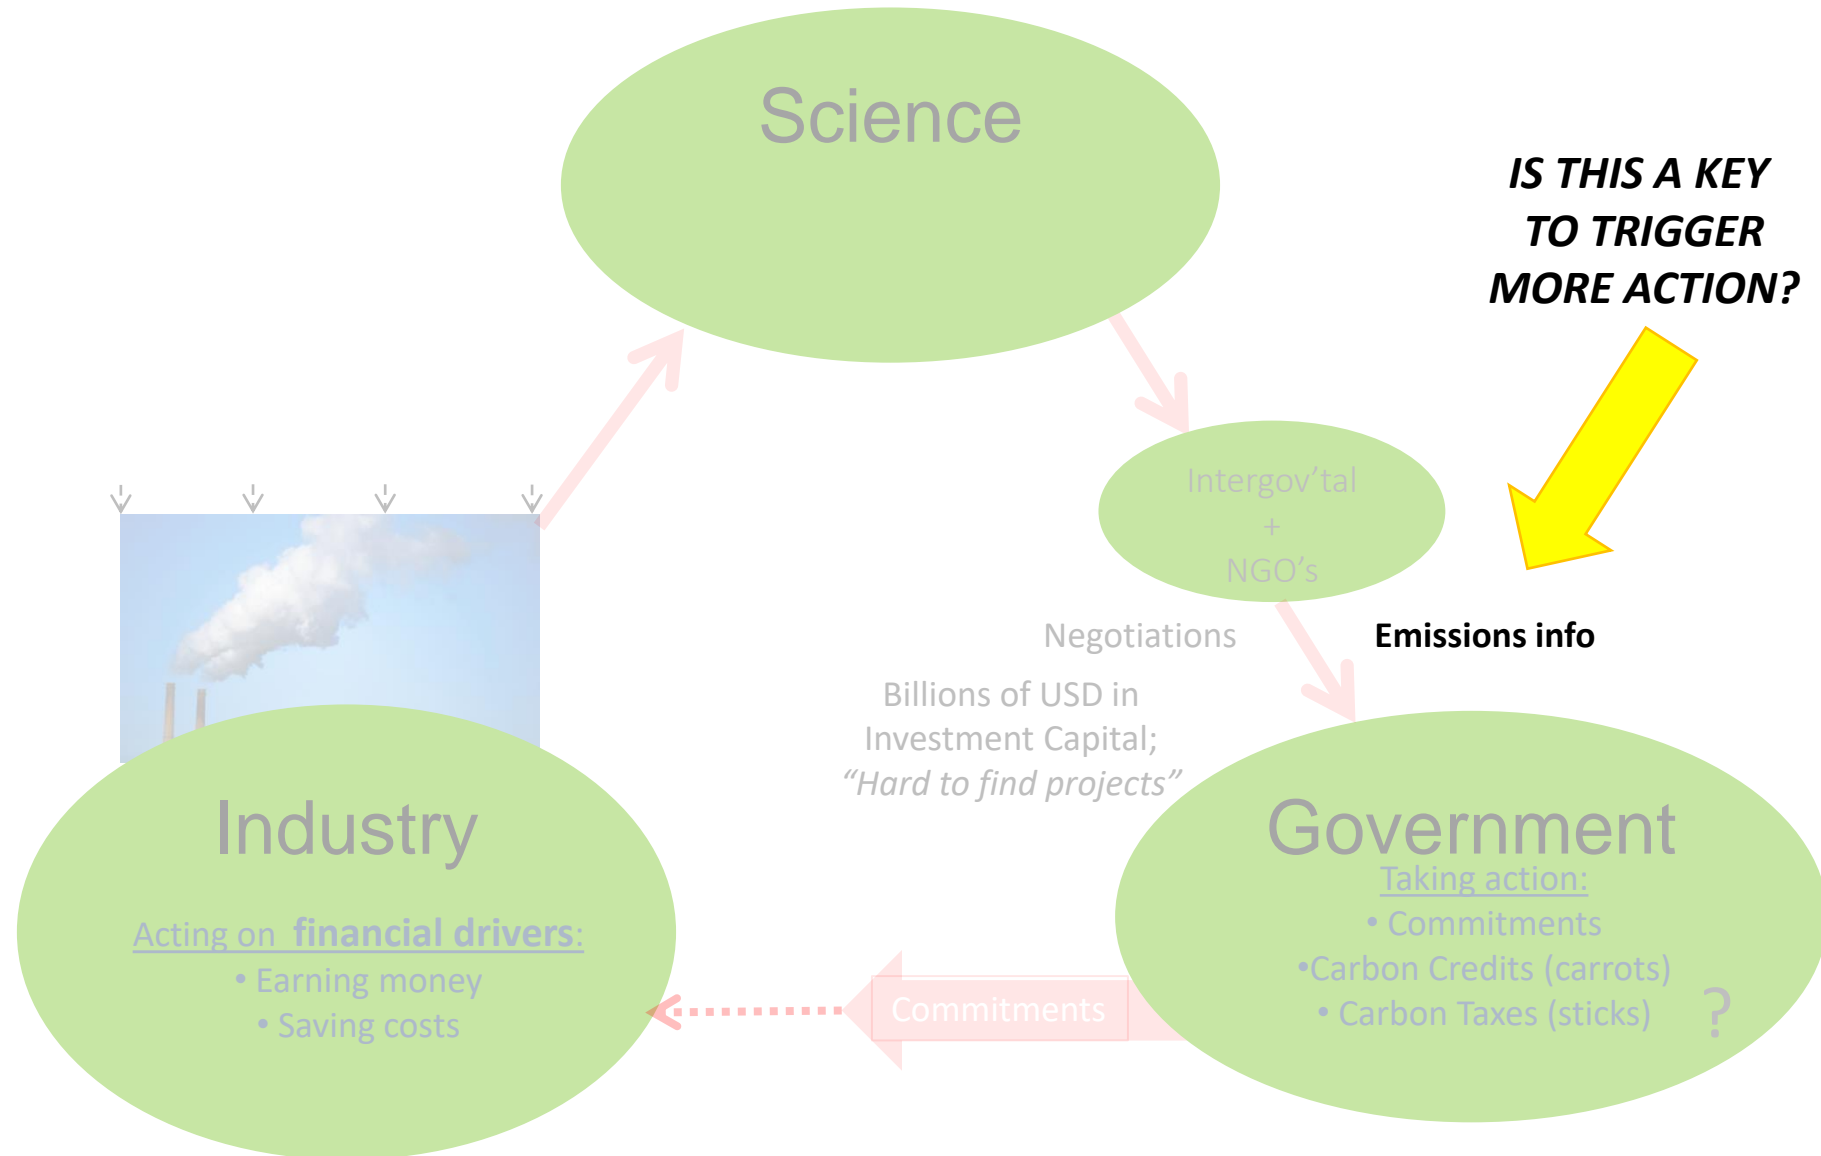 Science
IS THIS A KEY
TO TRIGGER
MORE ACTION?
Intergov’tal
+
NGO’s
Negotiations
Emissions info
Billions of USD in
Investment Capital;
“Hard to find projects”
Industry
Acting on financial drivers:
• Earning money
• Saving costs
Government
Taking action:
• Commitments
•Carbon Credits (carrots)
• Carbon Taxes (sticks)
?
Commitments